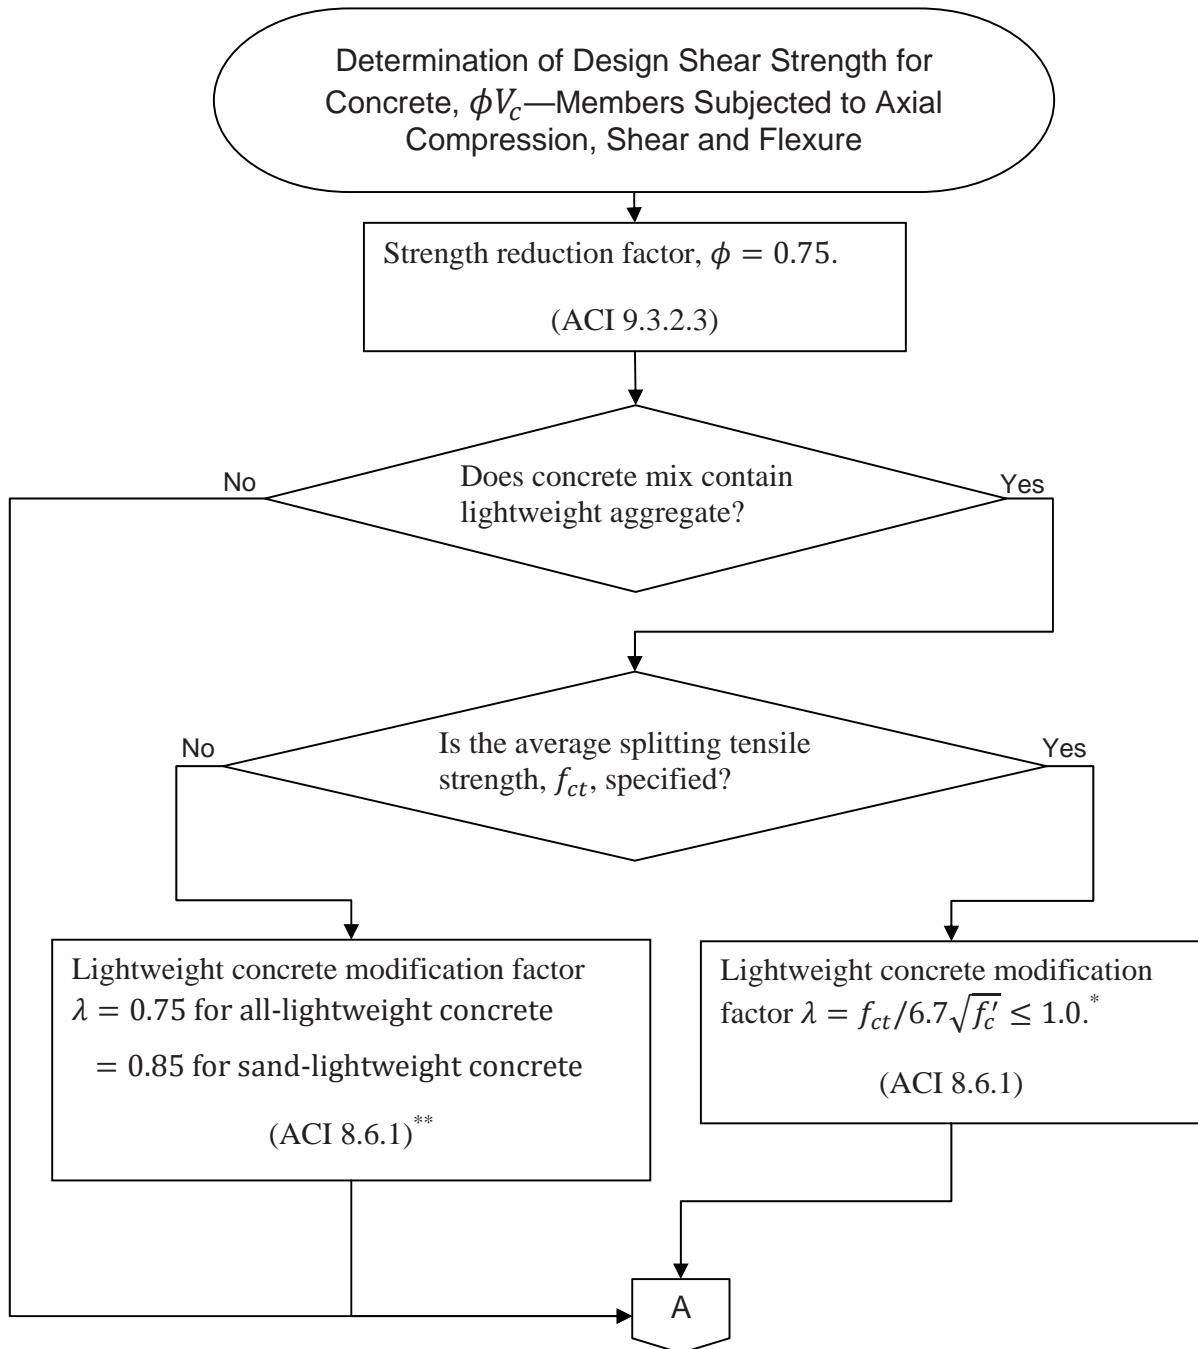 Determination of Design Shear Strength for
Concrete, ϕV_c—Members Subjected to Axial
Compression, Shear and Flexure
Strength reduction factor, ϕ = 0.75.
(ACI 9.3.2.3)
No
Does concrete mix contain
lightweight aggregate?
Yes
No
Is the average splitting tensile
strength, f_ct, specified?
Yes
Lightweight concrete modification factor
λ = 0.75 for all-lightweight concrete
= 0.85 for sand-lightweight concrete
(ACI 8.6.1)**
Lightweight concrete modification
factor λ = f_ct/6.7√f_c′ ≤ 1.0.*
(ACI 8.6.1)
A